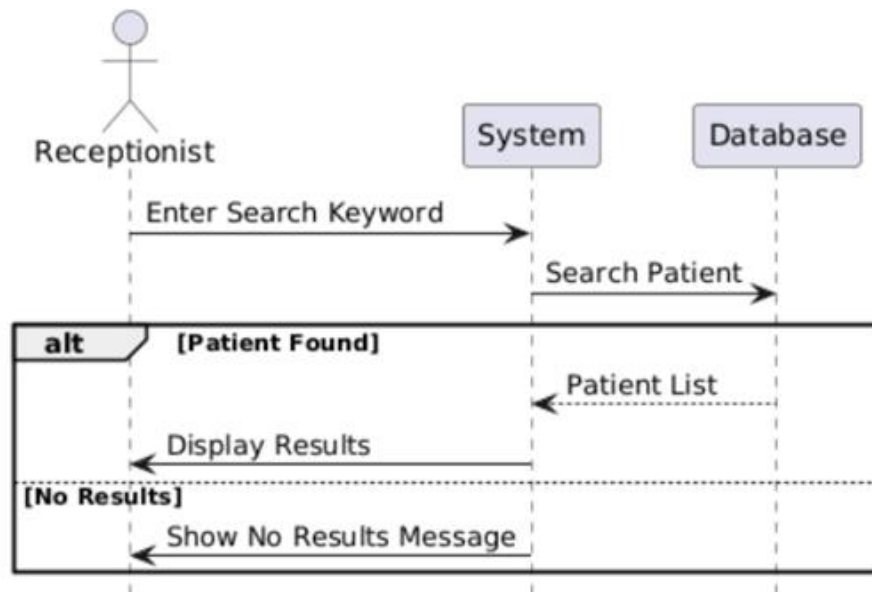 Receptionist
System
Database
Enter Search Keyword
Search Patient
alt [Patient Found]
Patient List
Display Results
[No Results]
Show No Results Message